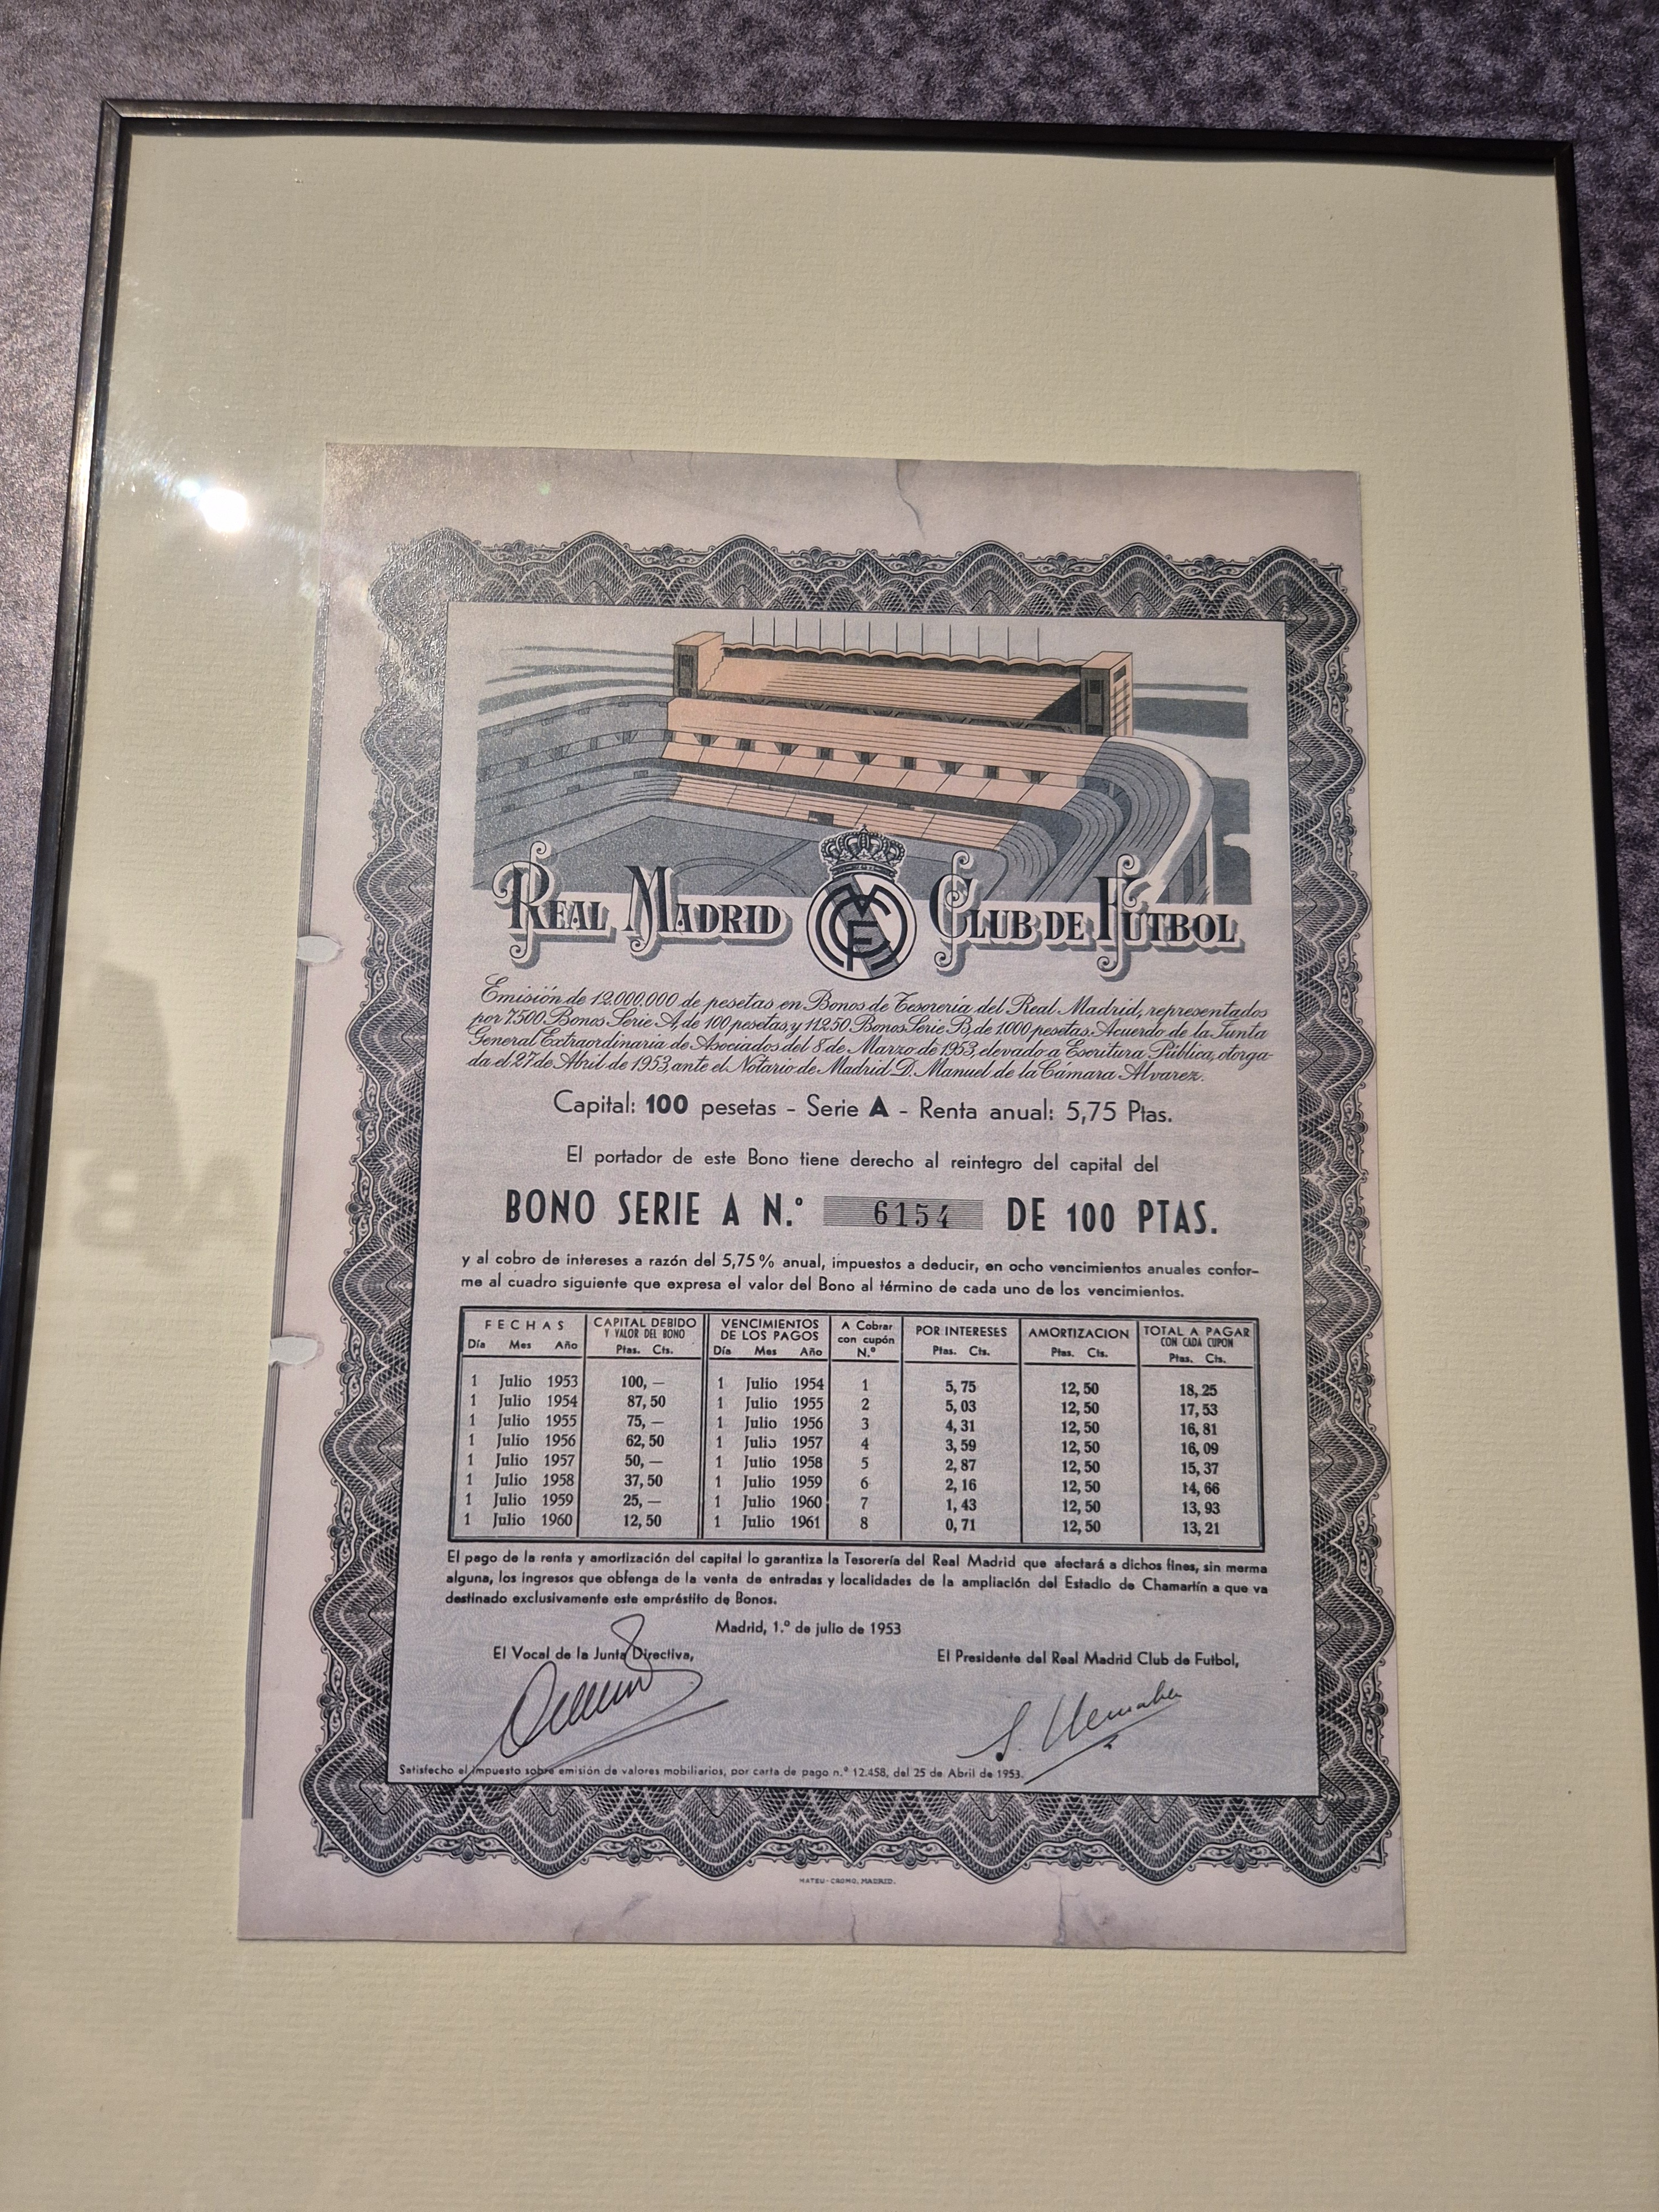 REAL MADRID CLUB DE FUTBOL
Emisión de 12.000.000 de pesetas en Bonos de Tesorería del Real Madrid, representados
por 7.500 Bonos Serie A, de 100 pesetas, y 11.250 Bonos Serie B, de 1.000 pesetas. Acuerdo de la Junta
General Extraordinaria de Asociados del 8 de Marzo de 1953, elevado a Escritura Pública, otorga-
da el 27 de Abril de 1953, ante el Notario de Madrid D. Manuel de la Cámara Alvarez.
Capital: 100 pesetas - Serie A - Renta anual: 5,75 Ptas.
El portador de este Bono tiene derecho al reintegro del capital del
BONO SERIE A N.º 6154 DE 100 PTAS.
y al cobro de intereses a razón del 5,75 % anual, impuestos a deducir, en ocho vencimientos anuales confor-
me al cuadro siguiente que expresa el valor del Bono al término de cada uno de los vencimientos.
FECHAS CAPITAL DEBIDO VENCIMIENTOS A Cobrar POR INTERESES AMORTIZACION TOTAL A PAGAR
Y VALOR DEL BONO DE LOS PAGOS con cupón CON CADA CUPON
Día Mes Año Ptas. Cts. Día Mes Año N.º Ptas. Cts. Ptas. Cts. Ptas. Cts.
1 Julio 1953 100, — 1 Julio 1954 1 5, 75 12, 50 18, 25
1 Julio 1954 87, 50 1 Julio 1955 2 5, 03 12, 50 17, 53
1 Julio 1955 75, — 1 Julio 1956 3 4, 31 12, 50 16, 81
1 Julio 1956 62, 50 1 Julio 1957 4 3, 59 12, 50 16, 09
1 Julio 1957 50, — 1 Julio 1958 5 2, 87 12, 50 15, 37
1 Julio 1958 37, 50 1 Julio 1959 6 2, 16 12, 50 14, 66
1 Julio 1959 25, — 1 Julio 1960 7 1, 43 12, 50 13, 93
1 Julio 1960 12, 50 1 Julio 1961 8 0, 71 12, 50 13, 21
El pago de la renta y amortización del capital lo garantiza la Tesorería del Real Madrid que afectará a dichos fines, sin merma
alguna, los ingresos que obtenga de la venta de entradas y localidades de la ampliación del Estadio de Chamartín a que va
destinado exclusivamente este empréstito de Bonos.
Madrid, 1.º de julio de 1953
El Vocal de la Junta Directiva, El Presidente del Real Madrid Club de Futbol,
Satisfecho el impuesto sobre emisión de valores mobiliarios, por carta de pago n.º 12.458, del 25 de Abril de 1953.
MATEU-CROMO, MADRID.